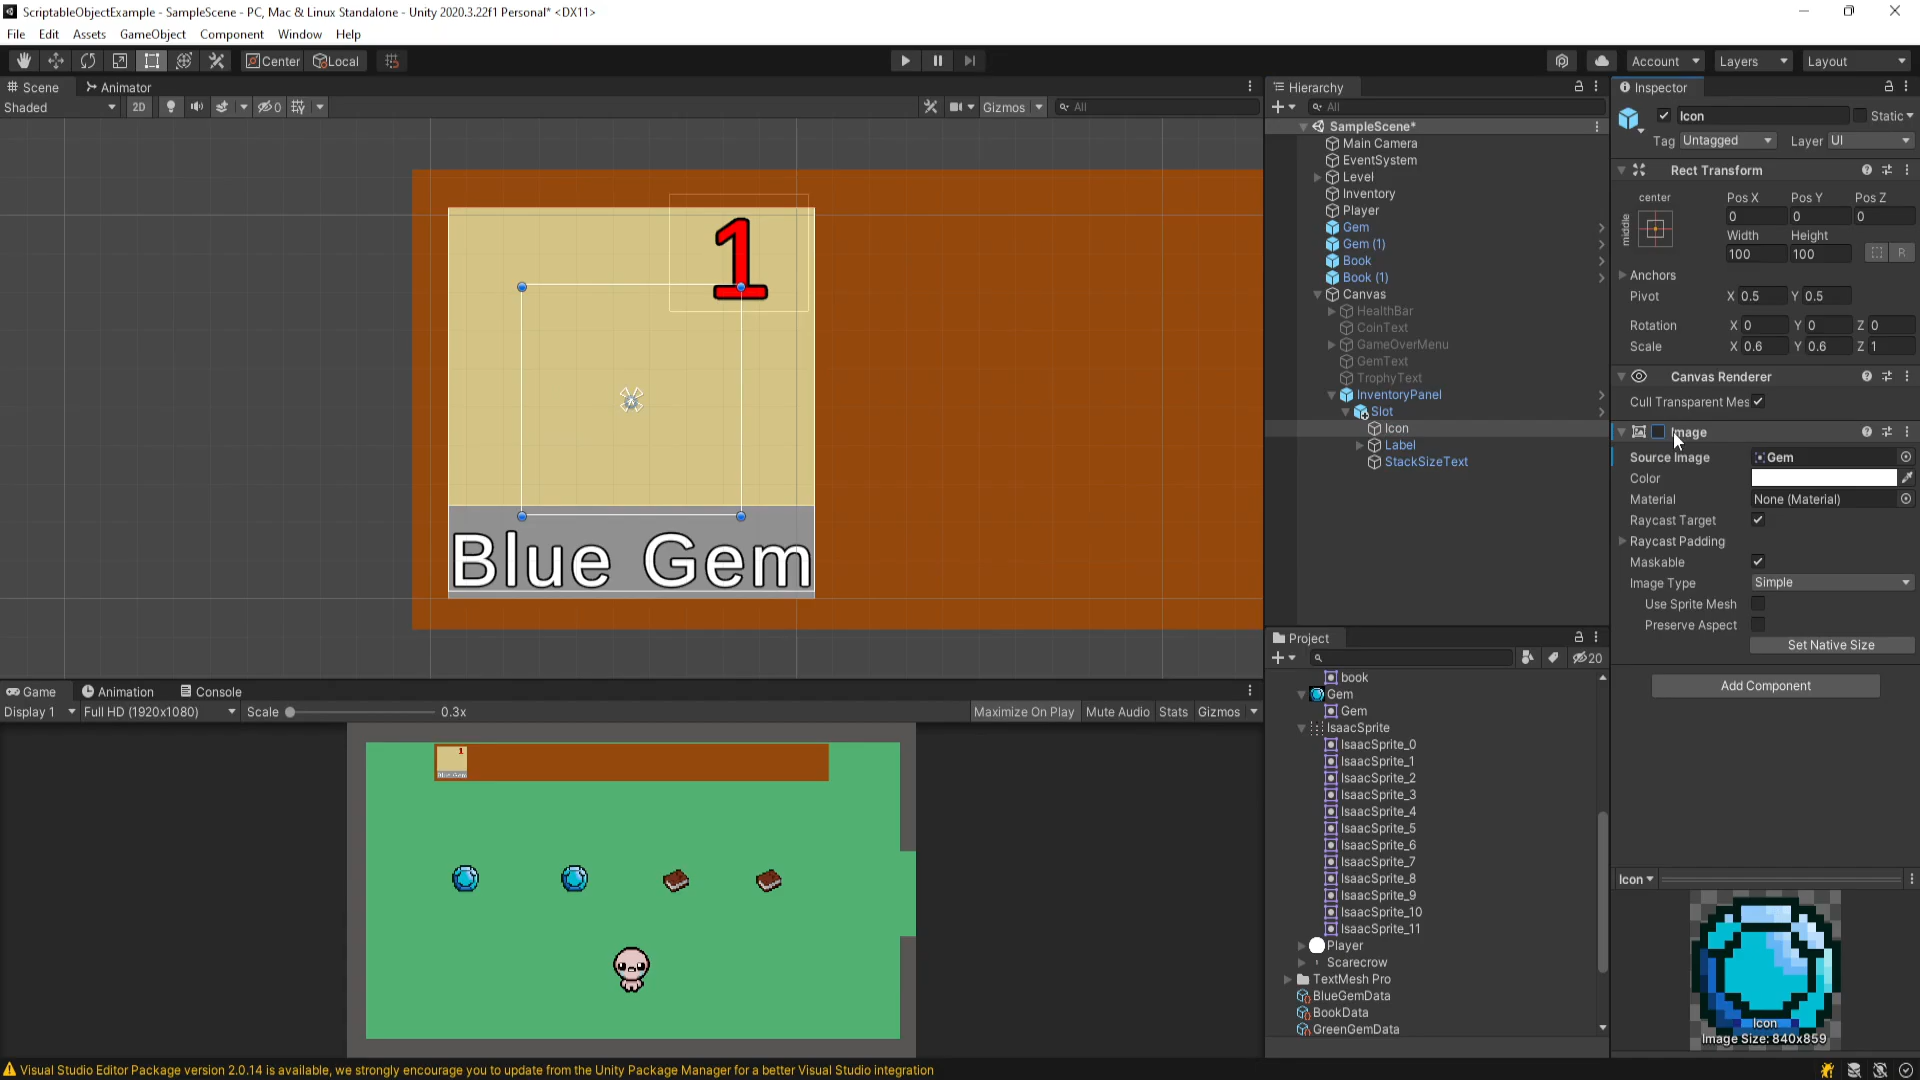 ScriptableObjectExample - SampleScene - PC, Mac & Linux Standalone - Unity 2020.3.22f1 Personal* <DX11>
File Edit Assets GameObject Component Window Help
Center Local
Account Layers Layout
Scene Animator
Shaded 2D 0 Gizmos All
1
Blue Gem
Game Animation Console
Display 1 Full HD (1920x1080) Scale 0.3x Maximize On Play Mute Audio Stats Gizmos
1
Blue Gem
Hierarchy
All
SampleScene*
Main Camera
EventSystem
Level
Inventory
Player
Gem
Gem (1)
Book
Book (1)
Canvas
HealthBar
CoinText
GameOverMenu
GemText
TrophyText
InventoryPanel
Slot
Icon
Label
StackSizeText
Project
20
book
Gem
Gem
IsaacSprite
IsaacSprite_0
IsaacSprite_1
IsaacSprite_2
IsaacSprite_3
IsaacSprite_4
IsaacSprite_5
IsaacSprite_6
IsaacSprite_7
IsaacSprite_8
IsaacSprite_9
IsaacSprite_10
IsaacSprite_11
Player
Scarecrow
TextMesh Pro
BlueGemData
BookData
GreenGemData
Inspector
Icon Static
Tag Untagged Layer UI
Rect Transform
center Pos X Pos Y Pos Z
middle 0 0 0
Width Height
100 100 R
Anchors
Pivot X 0.5 Y 0.5
Rotation X 0 Y 0 Z 0
Scale X 0.6 Y 0.6 Z 1
Canvas Renderer
Cull Transparent Mes
Image
Source Image Gem
Color
Material None (Material)
Raycast Target
Raycast Padding
Maskable
Image Type Simple
Use Sprite Mesh
Preserve Aspect
Set Native Size
Add Component
Icon
Icon
Image Size: 840x859
Visual Studio Editor Package version 2.0.14 is available, we strongly encourage you to update from the Unity Package Manager for a better Visual Studio integration